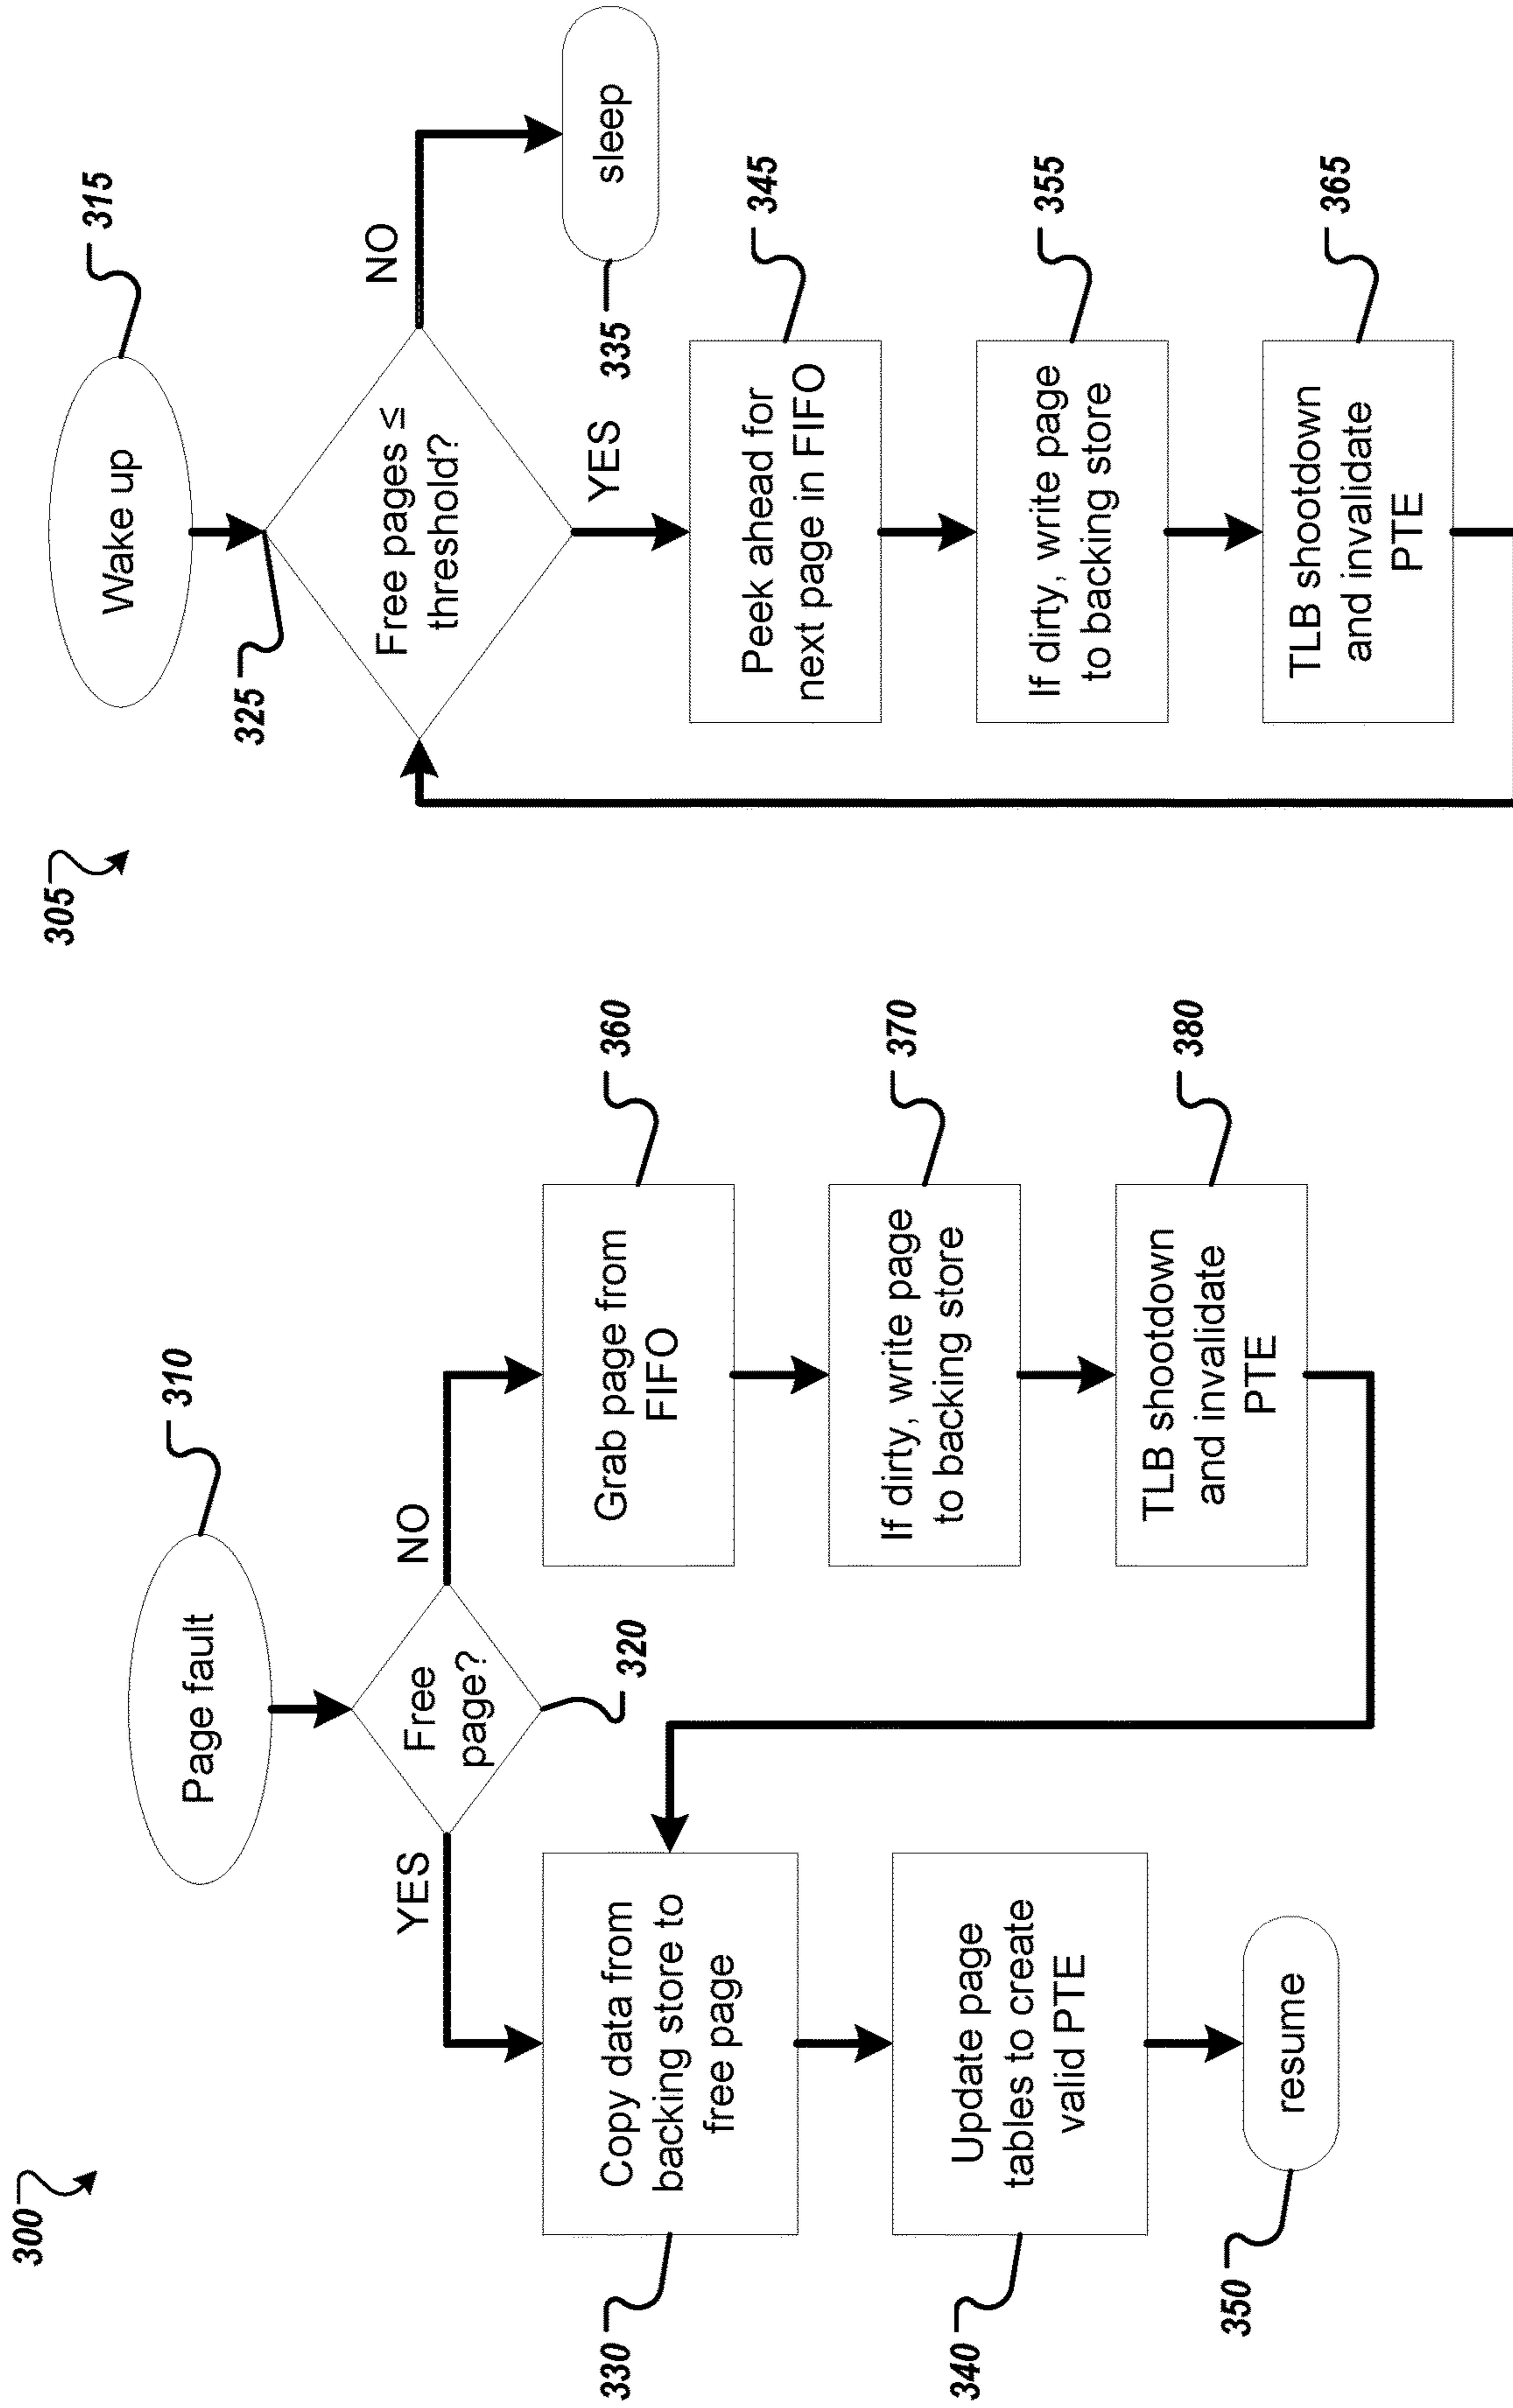 300
Page fault
310
Free
page?
320
YES
NO
Copy data from
backing store to
free page
330
Update page
tables to create
valid PTE
340
resume
350
Grab page from
FIFO
360
If dirty, write page
to backing store
370
TLB shootdown
and invalidate
PTE
380
305
Wake up
315
Free pages ≤
threshold?
325
NO
sleep
335
YES
Peek ahead for
next page in FIFO
345
If dirty, write page
to backing store
355
TLB shootdown
and invalidate
PTE
365